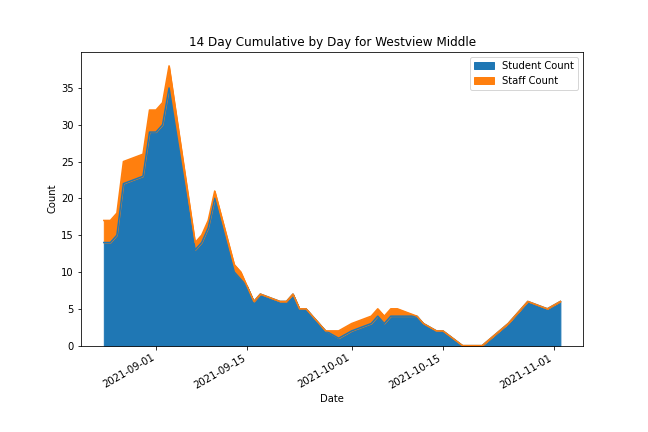 14 Day Cumulative by Day for Westview Middle
Student Count
Staff Count
35
30
25
20
15
10
5
0
Count
2021-09-01
2021-09-15
2021-10-01
2021-10-15
2021-11-01
Date